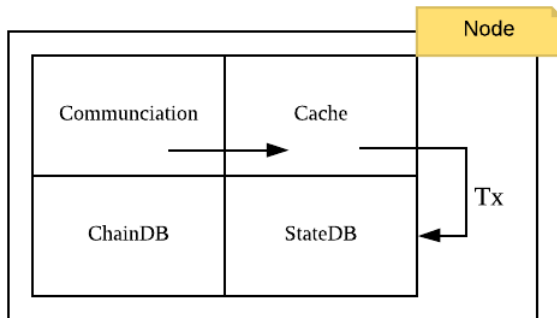 Node
Communciation
Cache
Tx
ChainDB
StateDB